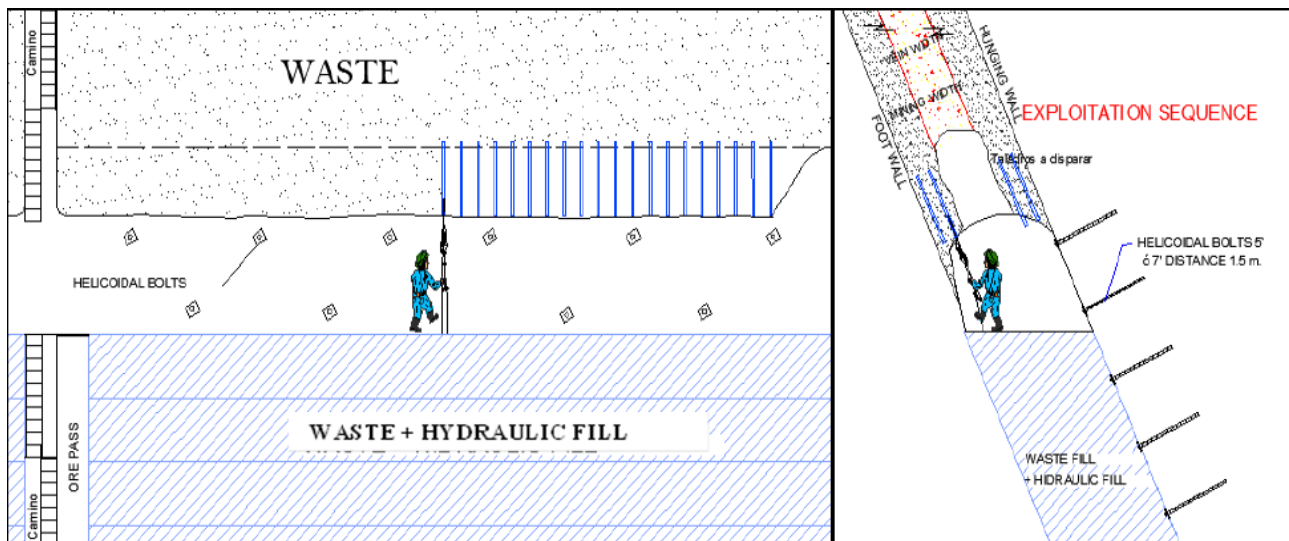 Camino
WASTE
HELICOIDAL BOLTS
WASTE + HYDRAULIC FILL
ORE PASS
Camino
VEIN WIDTH
HUNGING WALL
MINING WIDTH
FOOT WALL
EXPLOITATION SEQUENCE
Taladros a disparar
HELICOIDAL BOLTS 5'
ó 7' DISTANCE 1.5 m.
WASTE FILL
+ HIDRAULIC FILL